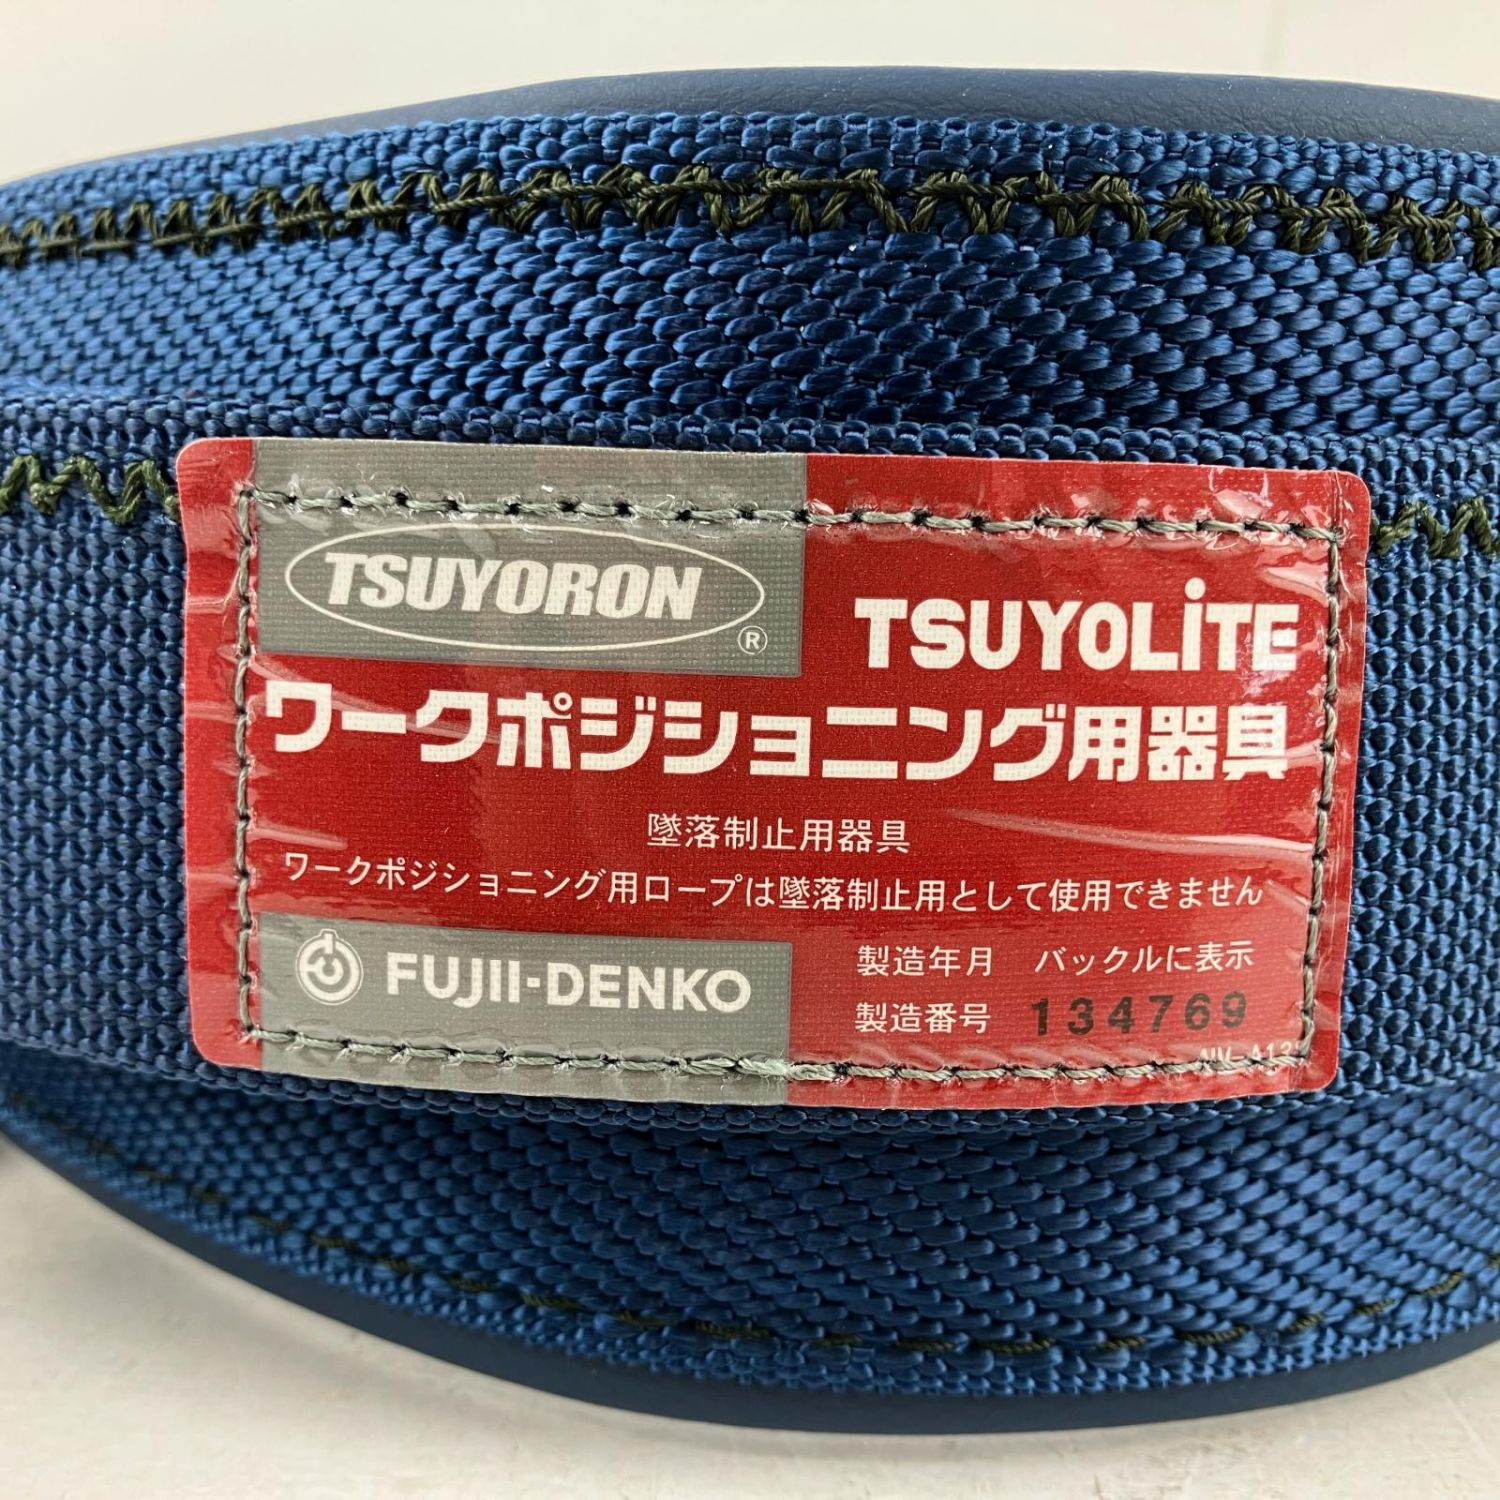 TSUYORON ®
TSUYOLiTE
ワークポジショニング用器具
墜落制止用器具
ワークポジショニング用ロープは墜落制止用として使用できません
FUJII-DENKO
製造年月 バックルに表示
製造番号 134769